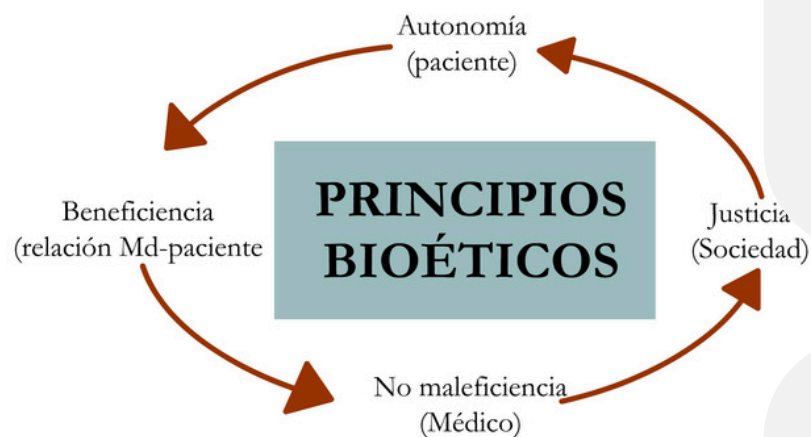 Autonomía
(paciente)
Beneficiencia
(relación Md-paciente
PRINCIPIOS
BIOÉTICOS
Justicia
(Sociedad)
No maleficiencia
(Médico)